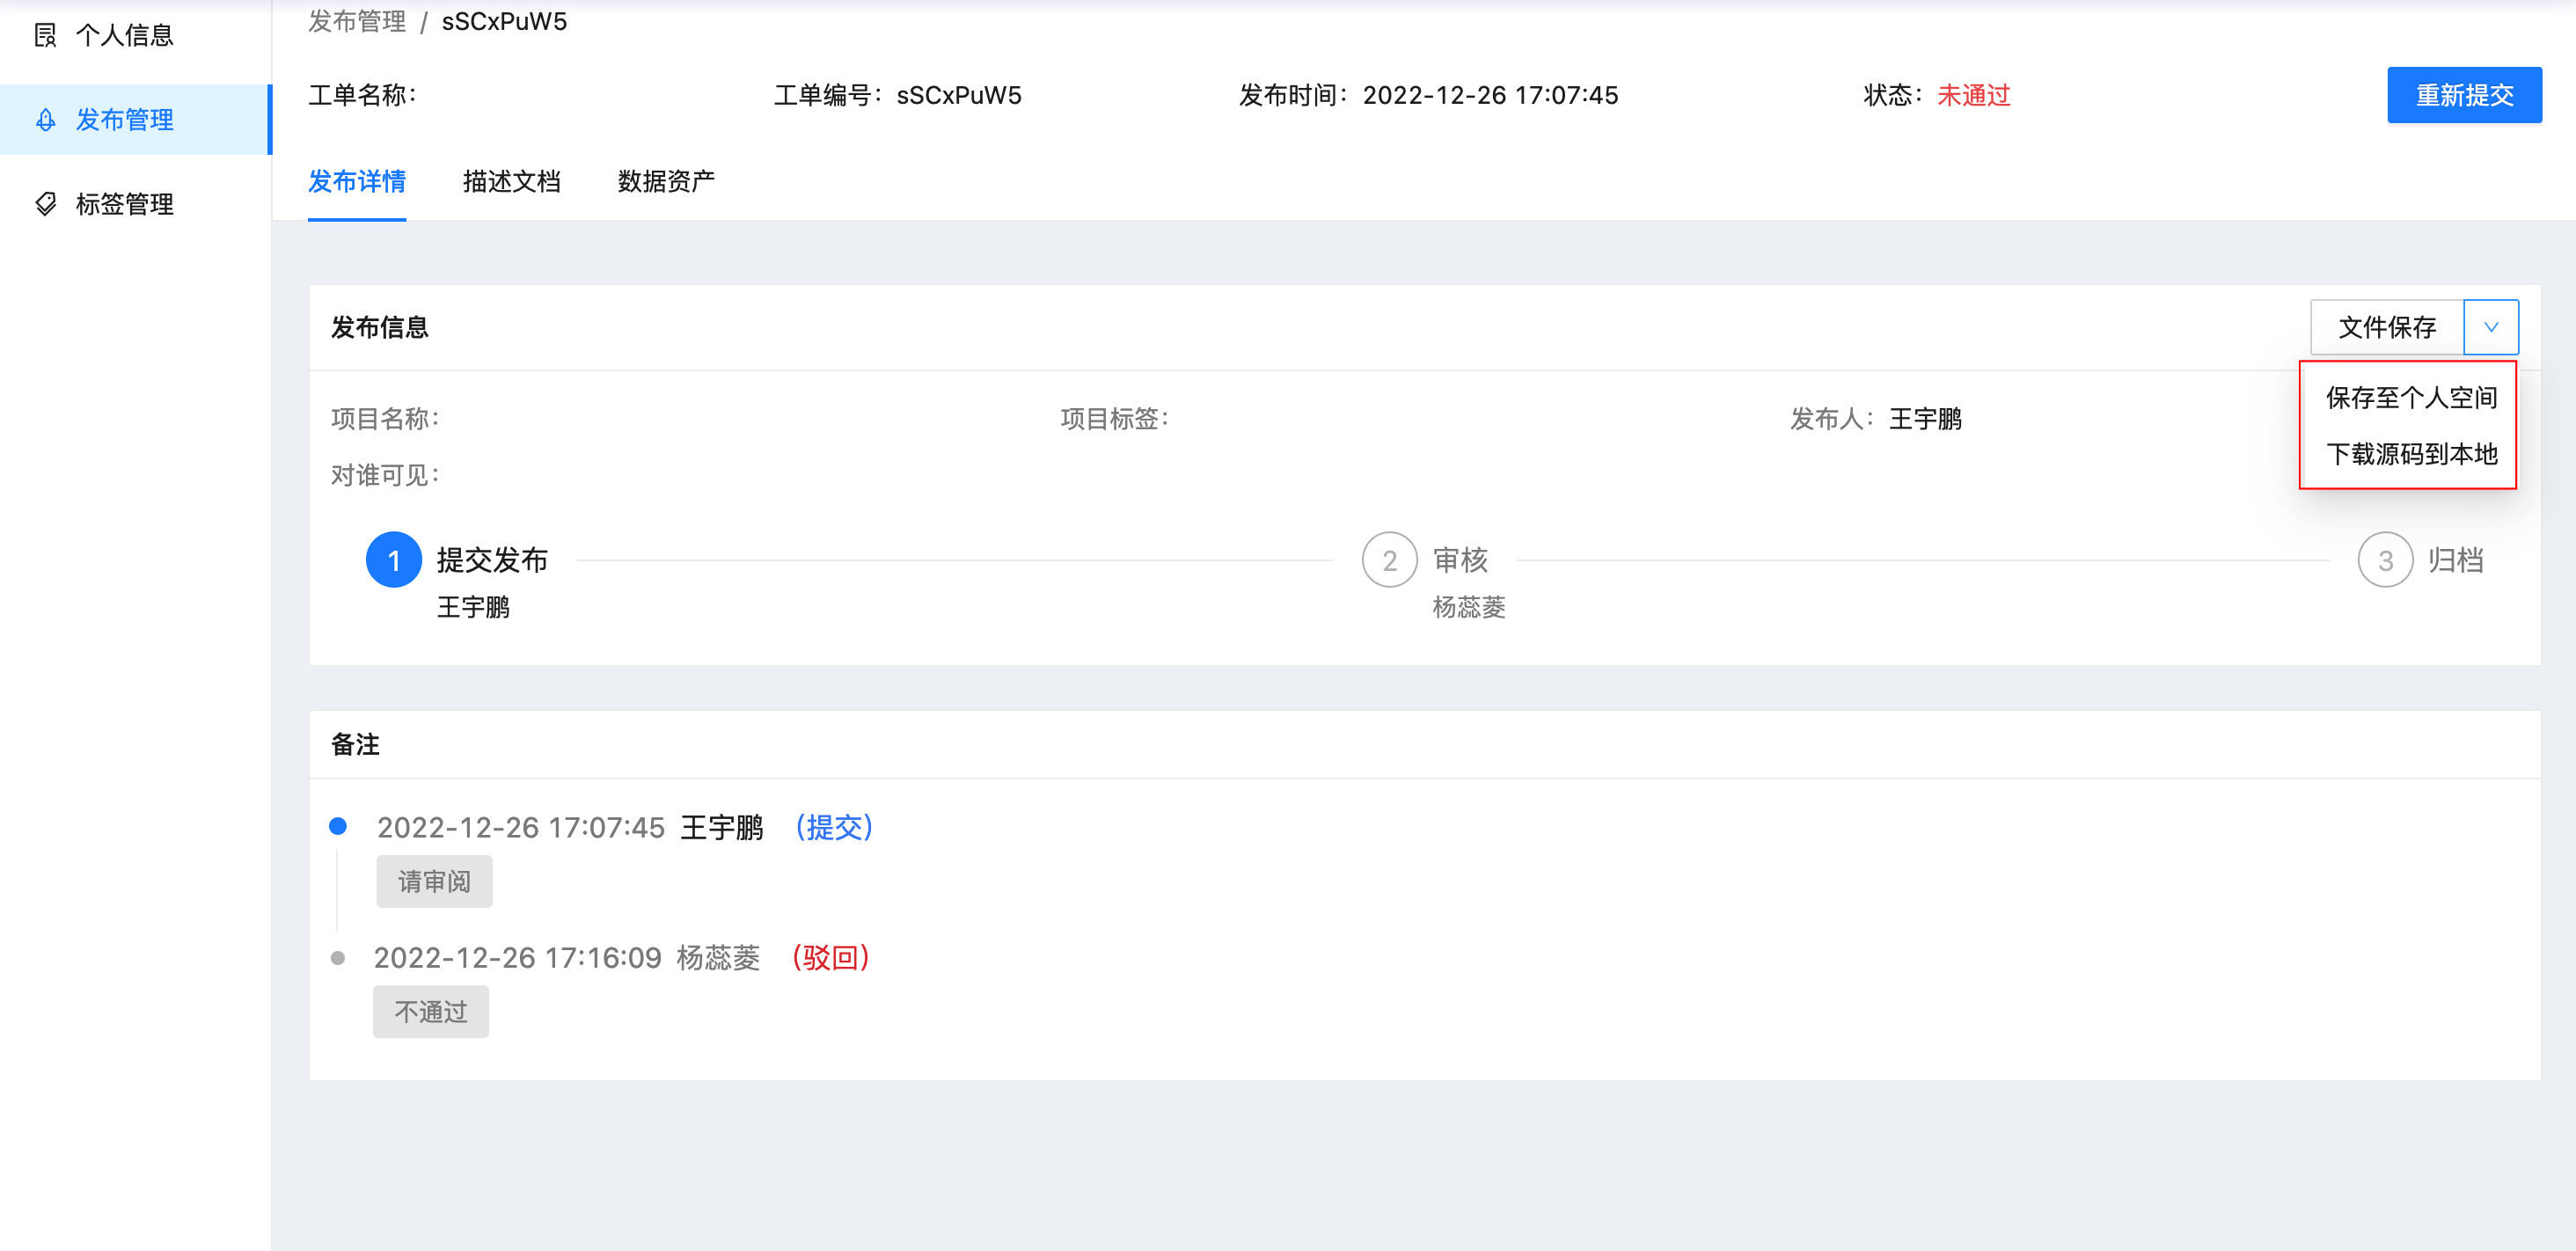 个人信息
发布管理
标签管理
发布管理 / sSCxPuW5
工单名称：
工单编号：sSCxPuW5
发布时间：2022-12-26 17:07:45
状态：未通过
重新提交
发布详情
描述文档
数据资产
发布信息
文件保存
保存至个人空间
下载源码到本地
项目名称：
项目标签：
发布人：王宇鹏
对谁可见：
1 提交发布
王宇鹏
2 审核
杨蕊菱
3 归档
备注
2022-12-26 17:07:45 王宇鹏 （提交）
请审阅
2022-12-26 17:16:09 杨蕊菱 （驳回）
不通过